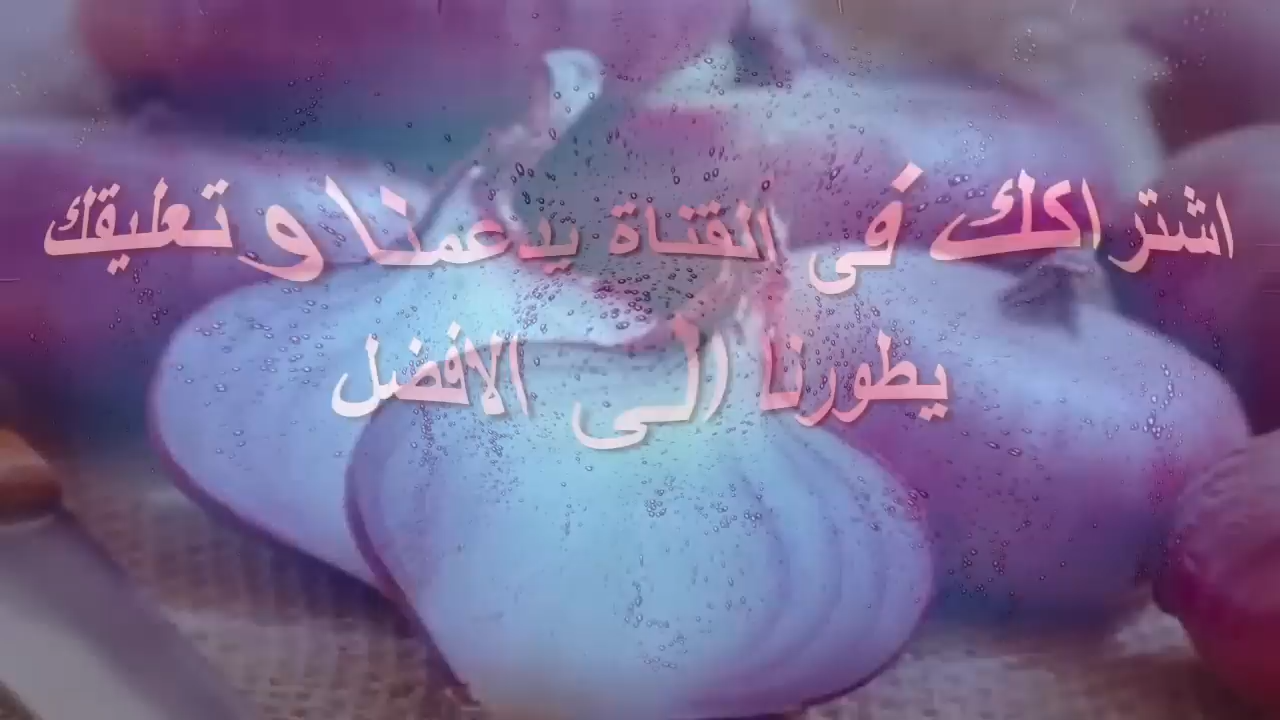 اشتراكك فى القناة يدعمنا و تعليقك
يطورنا الى الافضل